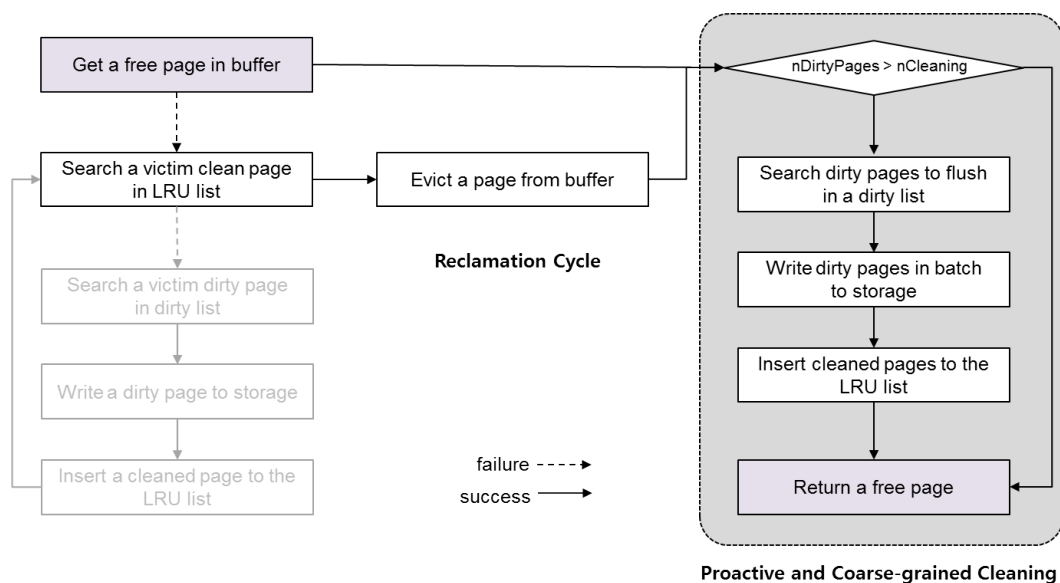 Get a free page in buffer
nDirtyPages > nCleaning
Search a victim clean page
in LRU list
Evict a page from buffer
Search dirty pages to flush
in a dirty list
Reclamation Cycle
Search a victim dirty page
in dirty list
Write dirty pages in batch
to storage
Write a dirty page to storage
Insert cleaned pages to the
LRU list
Insert a cleaned page to the
LRU list
failure
success
Return a free page
Proactive and Coarse-grained Cleaning